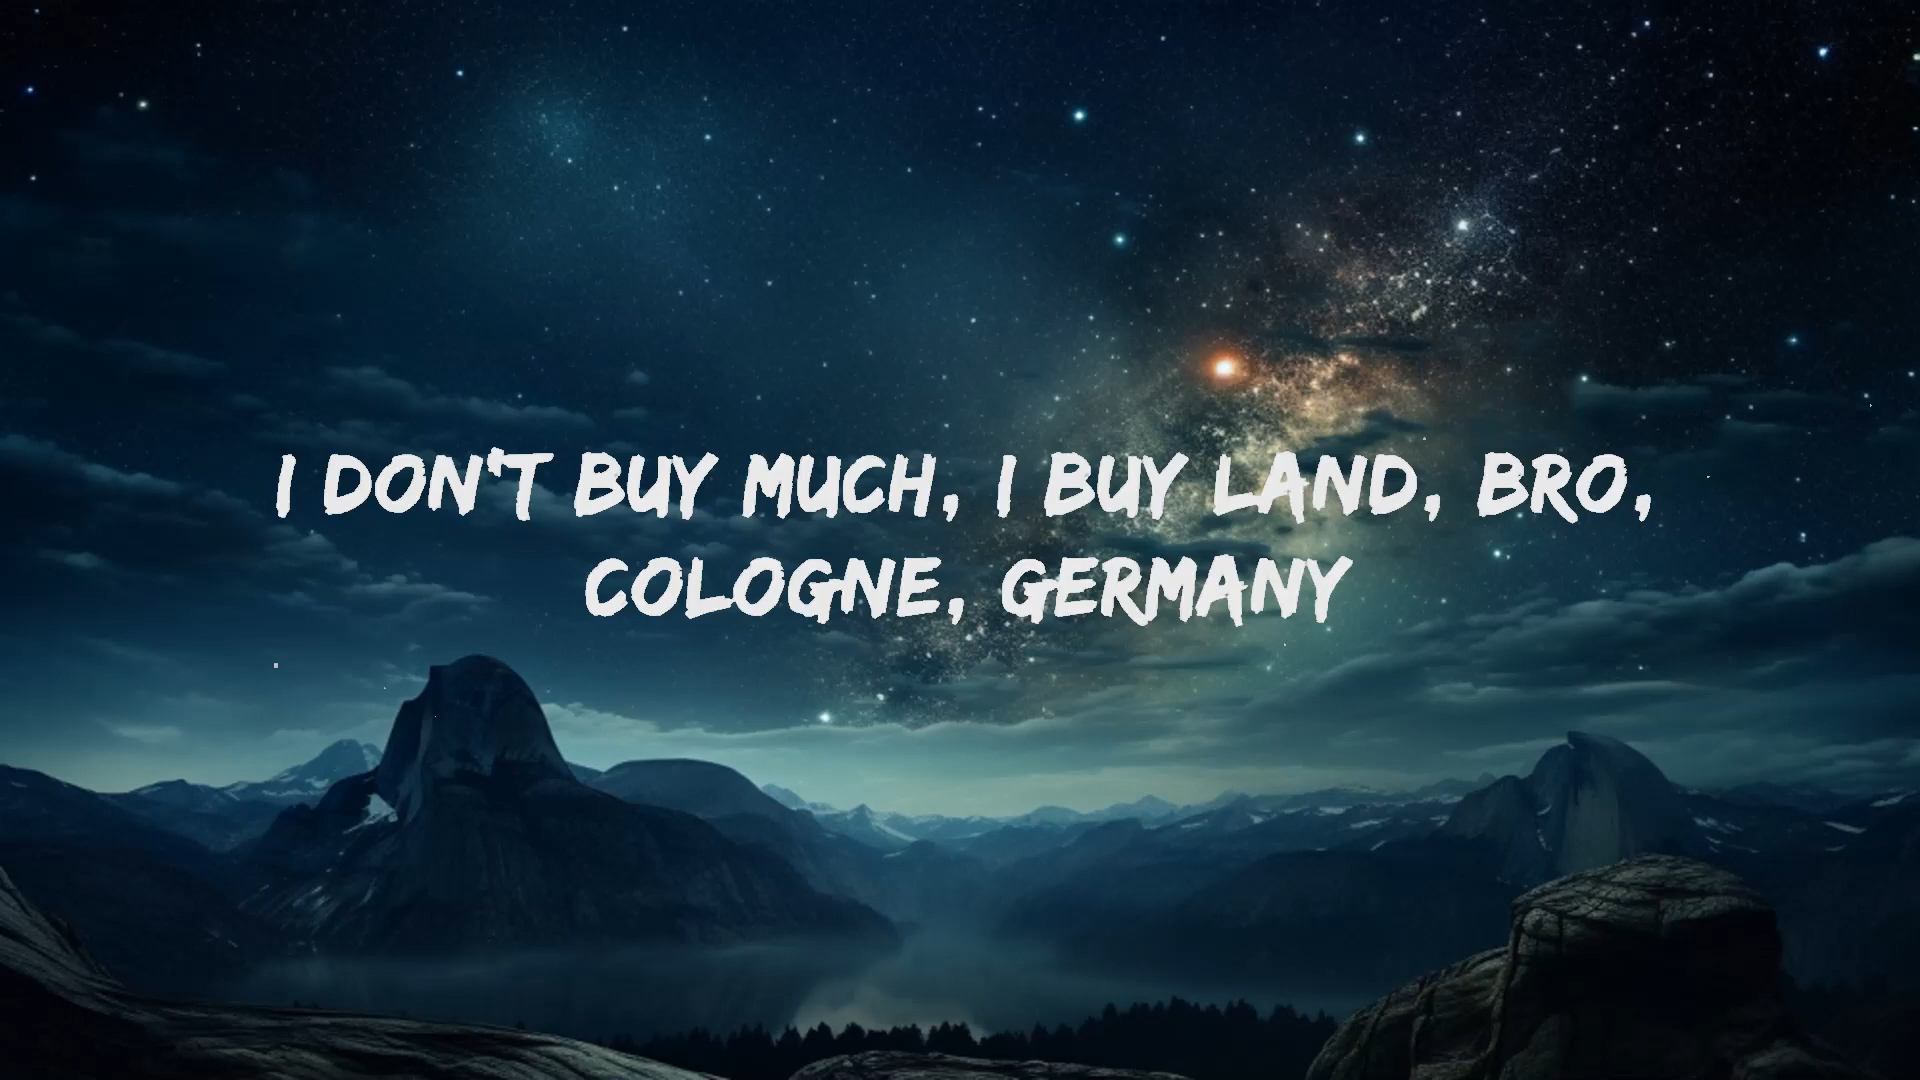 I DON'T BUY MUCH, I BUY LAND, BRO,
COLOGNE, GERMANY